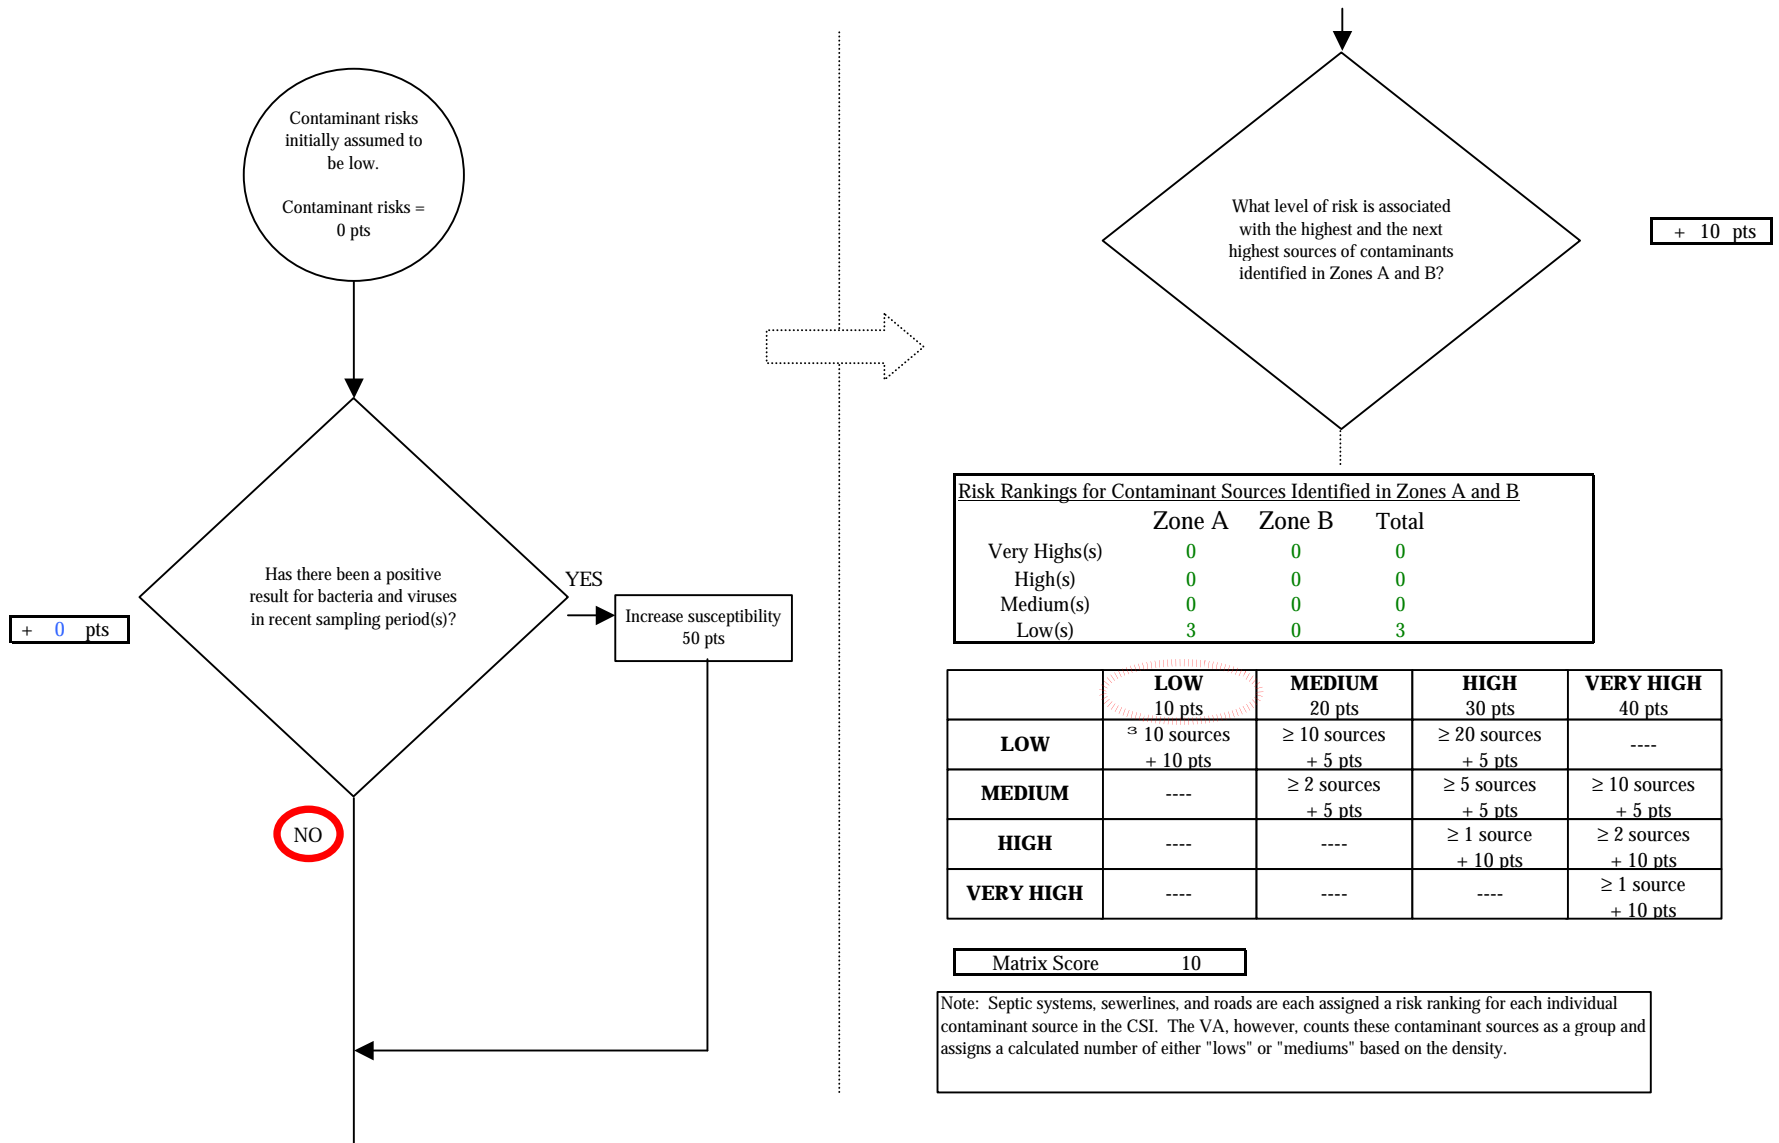 Contaminant risks
initially assumed to
be low.
Contaminant risks =
0 pts
Has there been a positive
result for bacteria and viruses
in recent sampling period(s)?
+ 0 pts
YES
Increase susceptibility
50 pts
NO
What level of risk is associated
with the highest and the next
highest sources of contaminants
identified in Zones A and B?
+ 10 pts
Risk Rankings for Contaminant Sources Identified in Zones A and B
Zone A Zone B Total
Very Highs(s) 0 0 0
High(s) 0 0 0
Medium(s) 0 0 0
Low(s) 3 0 3
LOW MEDIUM HIGH VERY HIGH
10 pts 20 pts 30 pts 40 pts
LOW ³ 10 sources ≥ 10 sources ≥ 20 sources ----
+ 10 pts + 5 pts + 5 pts
MEDIUM ---- ≥ 2 sources ≥ 5 sources ≥ 10 sources
+ 5 pts + 5 pts + 5 pts
HIGH ---- ---- ≥ 1 source ≥ 2 sources
+ 10 pts + 10 pts
VERY HIGH ---- ---- ---- ≥ 1 source
+ 10 pts
Matrix Score 10
Note: Septic systems, sewerlines, and roads are each assigned a risk ranking for each individual
contaminant source in the CSI. The VA, however, counts these contaminant sources as a group and
assigns a calculated number of either "lows" or "mediums" based on the density.